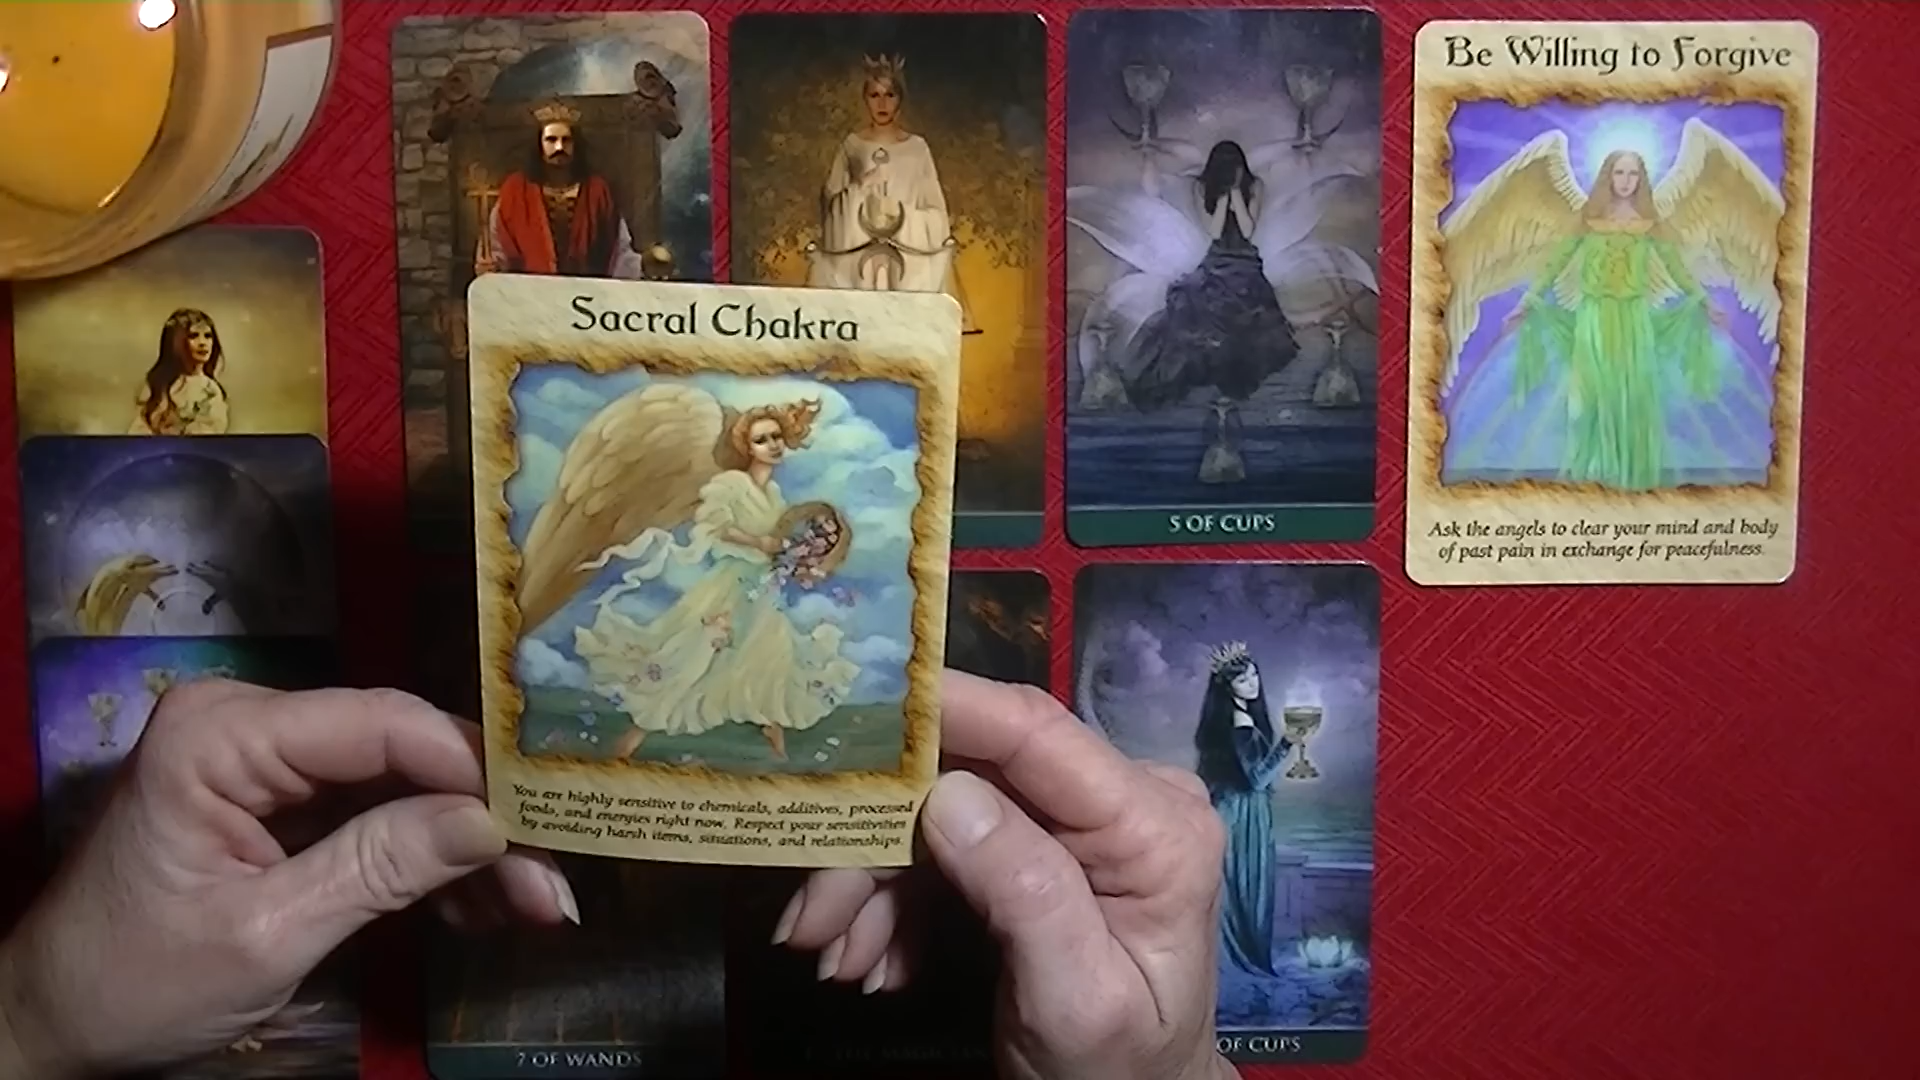 Be Willing to Forgive
Sacral Chakra
5 OF CUPS
Ask the angels to clear your mind and body
of past pain in exchange for peacefulness.
You are highly sensitive to chemicals, additives, processed
foods, and energies right now. Respect your sensitivities
by avoiding harsh items, situations, and relationships.
7 OF WANDS
THE MAGICIAN
OF CUPS